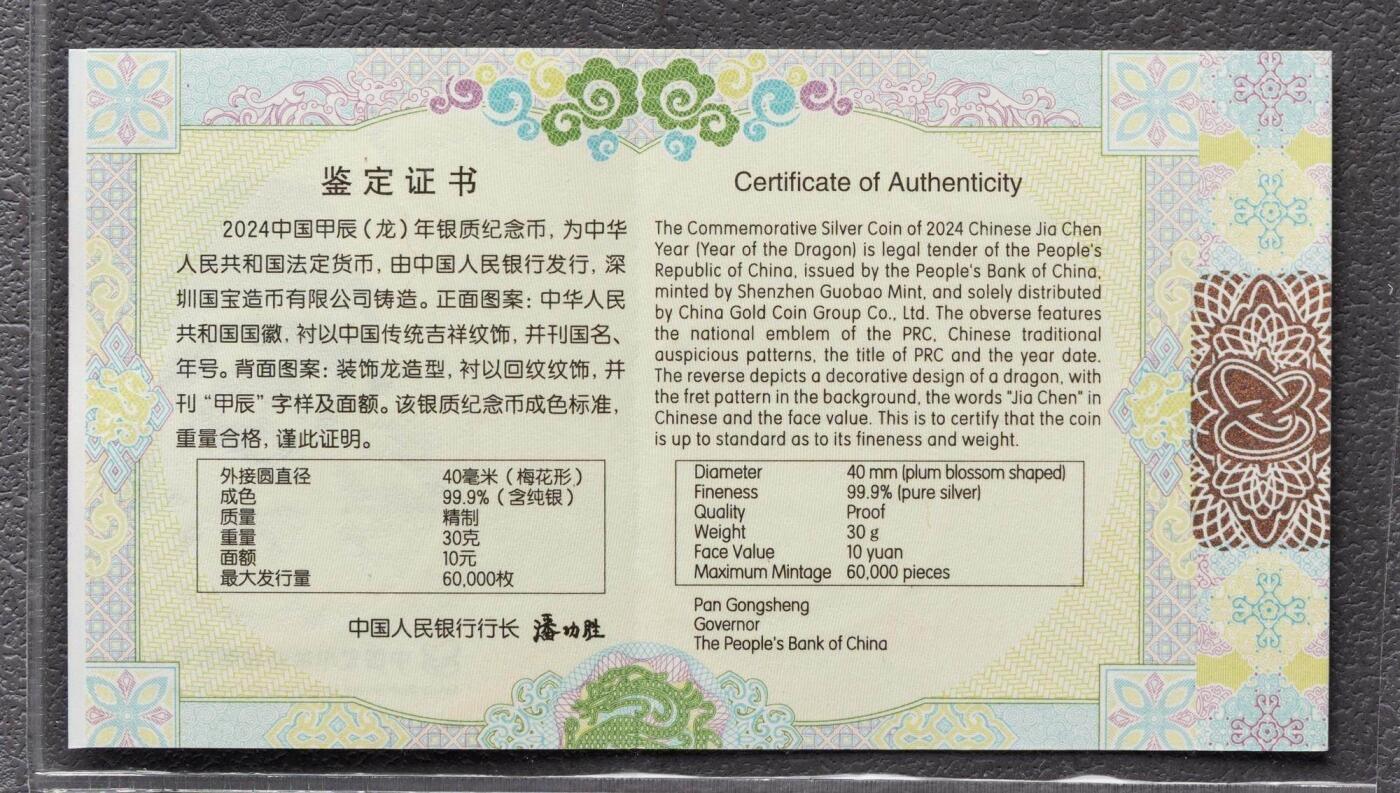 鉴定证书
2024中国甲辰（龙）年银质纪念币，为中华
人民共和国法定货币，由中国人民银行发行，深
圳国宝造币有限公司铸造。正面图案：中华人民
共和国国徽，衬以中国传统吉祥纹饰，并刊国名、
年号。背面图案：装饰龙造型，衬以回纹纹饰，并
刊“甲辰”字样及面额。该银质纪念币成色标准，
重量合格，谨此证明。
外接圆直径 40毫米（梅花形）
成色 99.9%（含纯银）
质量 精制
重量 30克
面额 10元
最大发行量 60,000枚
中国人民银行行长 潘功胜
Certificate of Authenticity
The Commemorative Silver Coin of 2024 Chinese Jia Chen
Year (Year of the Dragon) is legal tender of the People's
Republic of China, issued by the People's Bank of China,
minted by Shenzhen Guobao Mint, and solely distributed
by China Gold Coin Group Co., Ltd. The obverse features
the national emblem of the PRC, Chinese traditional
auspicious patterns, the title of PRC and the year date.
The reverse depicts a decorative design of a dragon, with
the fret pattern in the background, the words "Jia Chen" in
Chinese and the face value. This is to certify that the coin
is up to standard as to its fineness and weight.
Diameter 40 mm (plum blossom shaped)
Fineness 99.9% (pure silver)
Quality Proof
Weight 30 g
Face Value 10 yuan
Maximum Mintage 60,000 pieces
Pan Gongsheng
Governor
The People's Bank of China